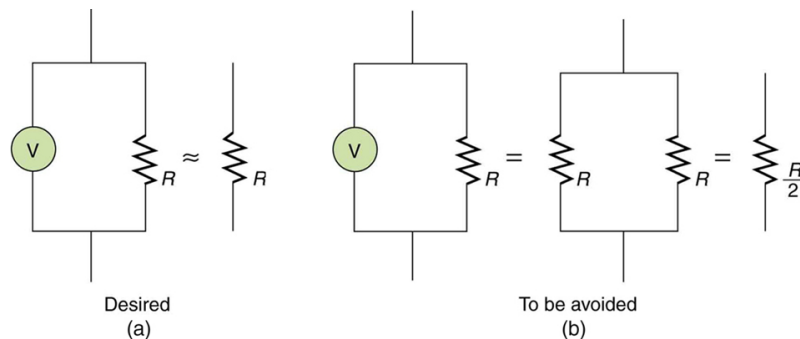 V
R
≈
R
Desired
(a)
V
R
=
R
R
=
R/2
To be avoided
(b)